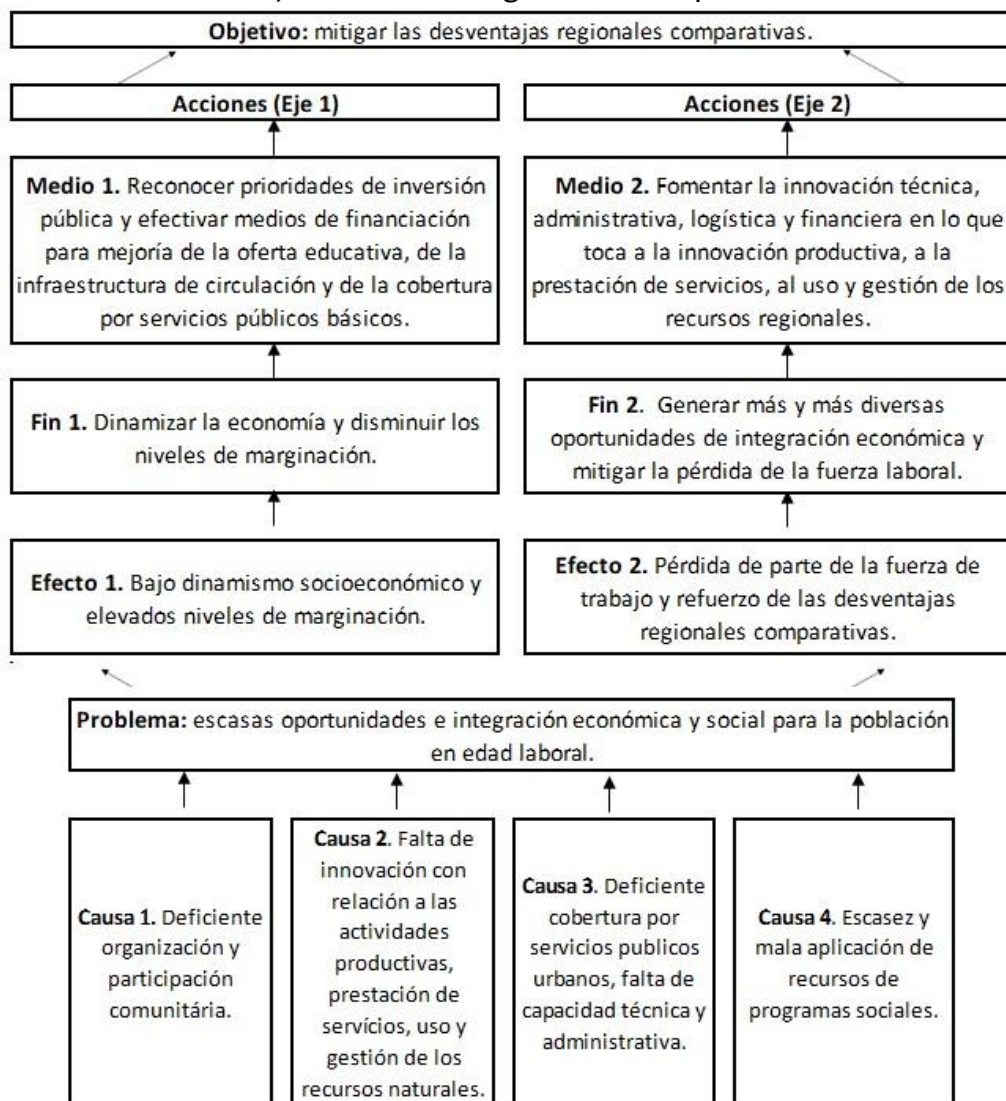 Objetivo: mitigar las desventajas regionales comparativas.
Acciones (Eje 1)
Acciones (Eje 2)
Medio 1. Reconocer prioridades de inversión
pública y efectivar medios de financiación
para mejoría de la oferta educativa, de la
infraestructura de circulación y de la cobertura
por servicios públicos básicos.
Medio 2. Fomentar la innovación técnica,
administrativa, logística y financiera en lo que
toca a la innovación productiva, a la
prestación de servicios, al uso y gestión de los
recursos regionales.
Fin 1. Dinamizar la economía y disminuir los
niveles de marginación.
Fin 2. Generar más y más diversas
oportunidades de integración económica y
mitigar la pérdida de la fuerza laboral.
Efecto 1. Bajo dinamismo socioeconómico y
elevados niveles de marginación.
Efecto 2. Pérdida de parte de la fuerza de
trabajo y refuerzo de las desventajas
regionales comparativas.
Problema: escasas oportunidades e integración económica y social para la población
en edad laboral.
Causa 1. Deficiente
organización y
participación
comunitária.
Causa 2. Falta de
innovación con
relación a las
actividades
productivas,
prestación de
servícios, uso y
gestión de los
recursos naturales.
Causa 3. Deficiente
cobertura por
servicios publicos
urbanos, falta de
capacidad técnica y
administrativa.
Causa 4. Escasez y
mala aplicación de
recursos de
programas sociales.